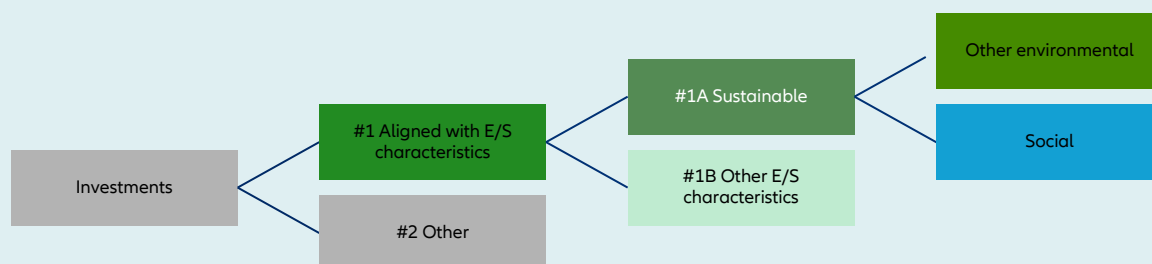 Investments
#1 Aligned with E/S
characteristics
#2 Other
#1A Sustainable
#1B Other E/S
characteristics
Other environmental
Social